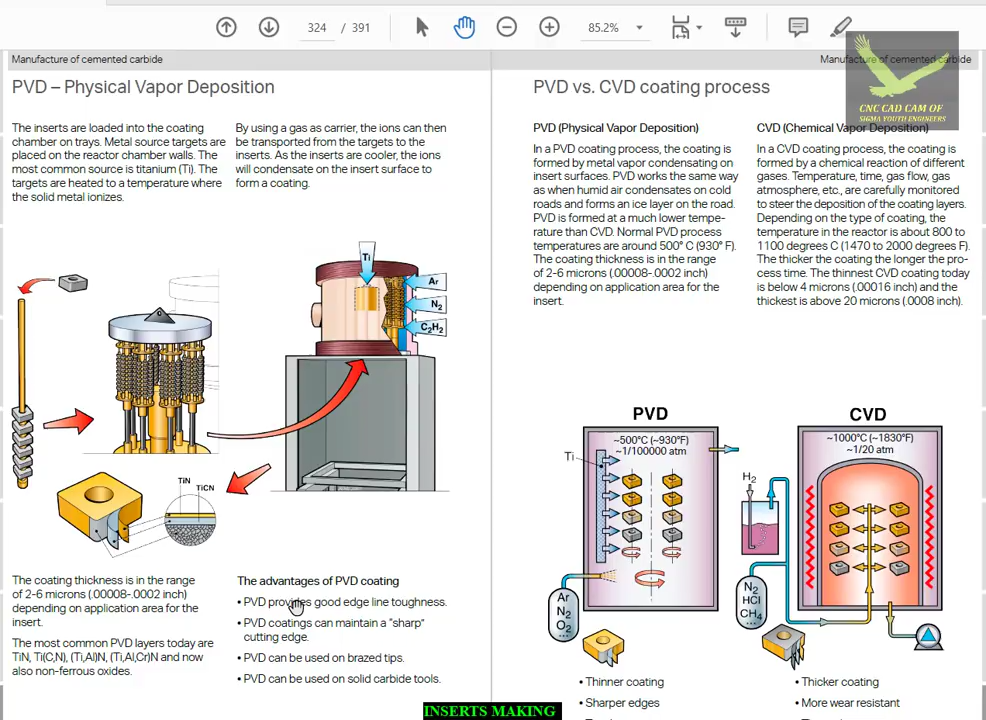 324 / 391
85.2%
Manufacture of cemented carbide
PVD – Physical Vapor Deposition
The inserts are loaded into the coating
chamber on trays. Metal source targets are
placed on the reactor chamber walls. The
most common source is titanium (Ti). The
targets are heated to a temperature where
the solid metal ionizes.
By using a gas as carrier, the ions can then
be transported from the targets to the
inserts. As the inserts are cooler, the ions
will condensate on the insert surface to
form a coating.
Ti
Ar
N2
C2H2
TiN
TiCN
The coating thickness is in the range
of 2-6 microns (.00008-.0002 inch)
depending on application area for the
insert.
The most common PVD layers today are
TiN, Ti(C,N), (Ti,Al)N, (Ti,Al,Cr)N and now
also non-ferrous oxides.
The advantages of PVD coating
• PVD provides good edge line toughness.
• PVD coatings can maintain a "sharp"
cutting edge.
• PVD can be used on brazed tips.
• PVD can be used on solid carbide tools.
Manufacture of cemented carbide
CNC CAD CAM OF
SIGMA YOUTH ENGINEERS
PVD vs. CVD coating process
PVD (Physical Vapor Deposition)
In a PVD coating process, the coating is
formed by metal vapor condensating on
insert surfaces. PVD works the same way
as when humid air condensates on cold
roads and forms an ice layer on the road.
PVD is formed at a much lower tempe-
rature than CVD. Normal PVD process
temperatures are around 500° C (930° F).
The coating thickness is in the range
of 2-6 microns (.00008-.0002 inch)
depending on application area for the
insert.
CVD (Chemical Vapor Deposition)
In a CVD coating process, the coating is
formed by a chemical reaction of different
gases. Temperature, time, gas flow, gas
atmosphere, etc., are carefully monitored
to steer the deposition of the coating layers.
Depending on the type of coating, the
temperature in the reactor is about 800 to
1100 degrees C (1470 to 2000 degrees F).
The thicker the coating the longer the pro-
cess time. The thinnest CVD coating today
is below 4 microns (.00016 inch) and the
thickest is above 20 microns (.0008 inch).
PVD
~500°C (~930°F)
~1/100000 atm
Ti
Ar
N2
O2
...
• Thinner coating
• Sharper edges
CVD
~1000°C (~1830°F)
~1/20 atm
H2
N2
HCl
CH4
...
• Thicker coating
• More wear resistant
INSERTS MAKING